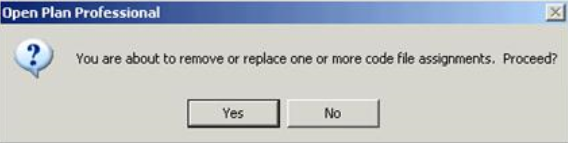 Open Plan Professional
You are about to remove or replace one or more code file assignments. Proceed?
Yes No